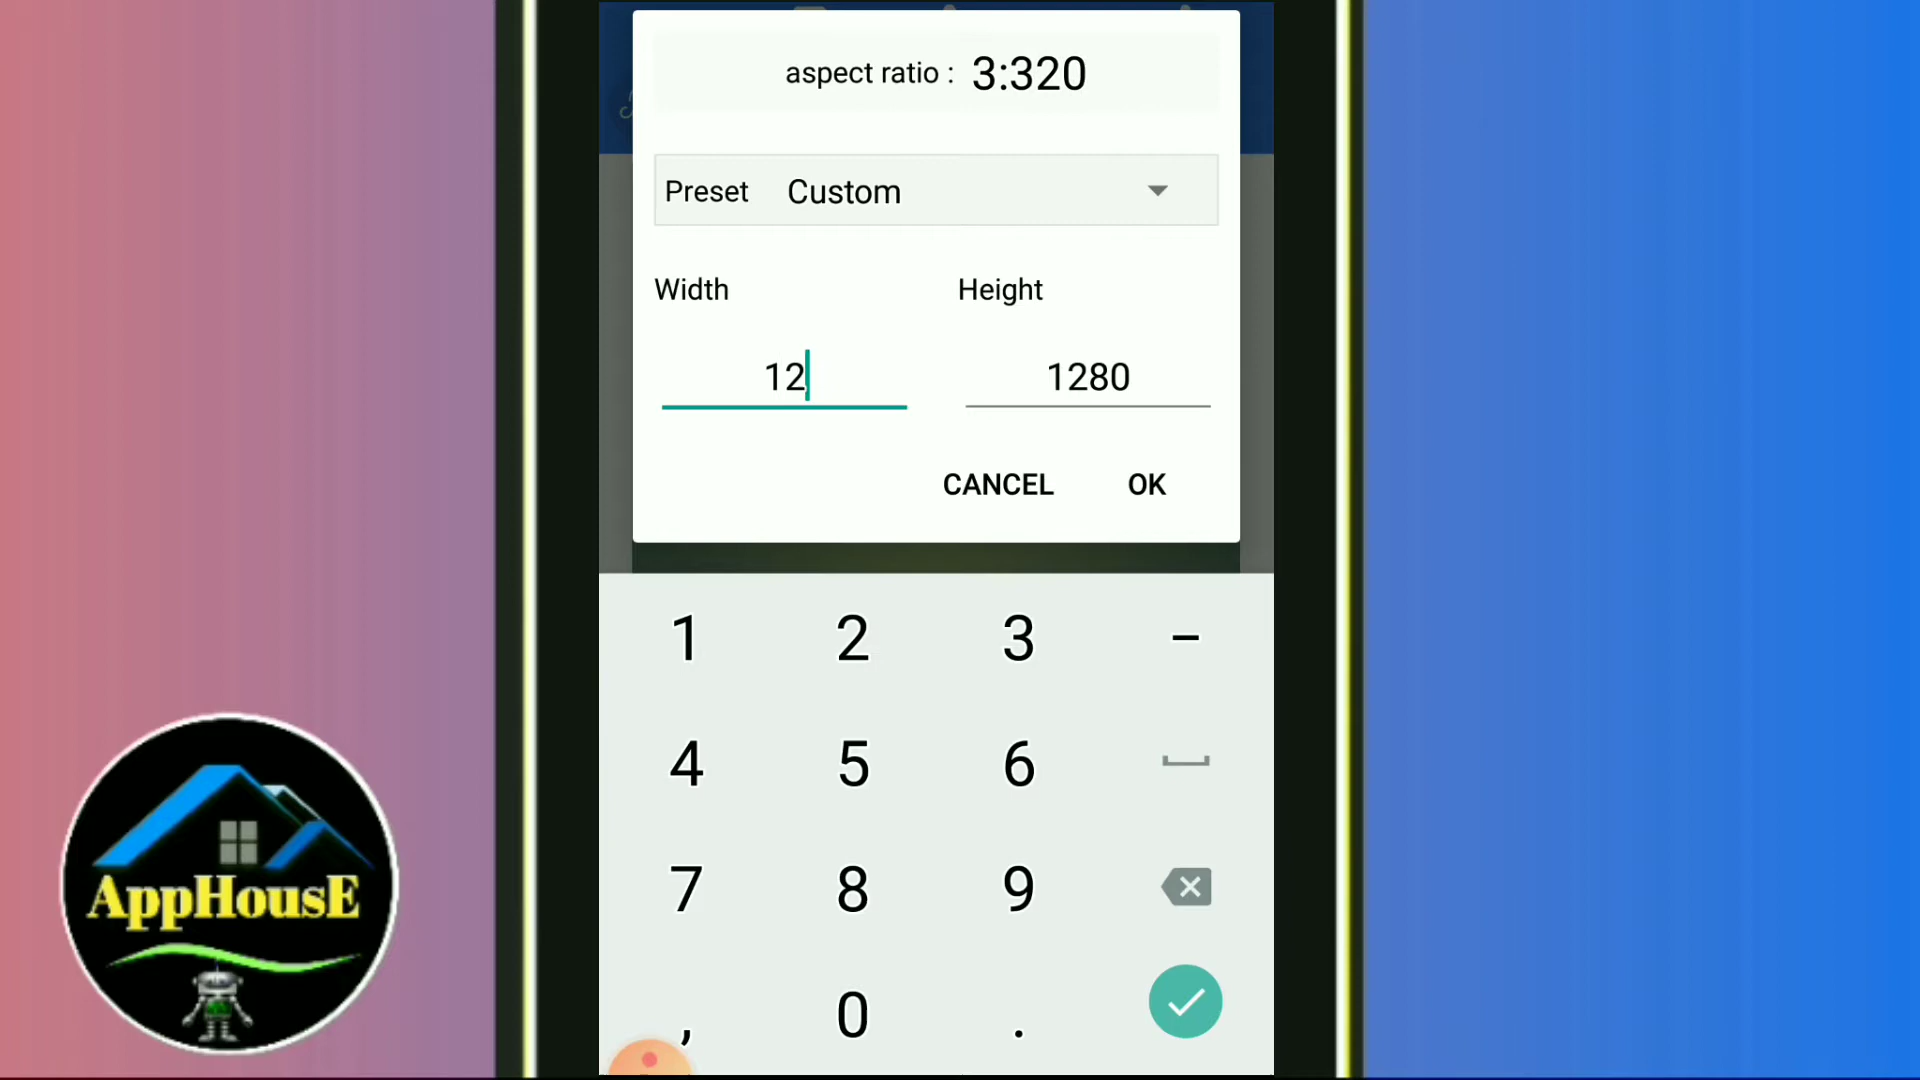 aspect ratio : 3:320
Preset Custom
Width Height
12 1280
CANCEL OK
1 2 3 −
4 5 6
7 8 9
, 0 .
AppHousE